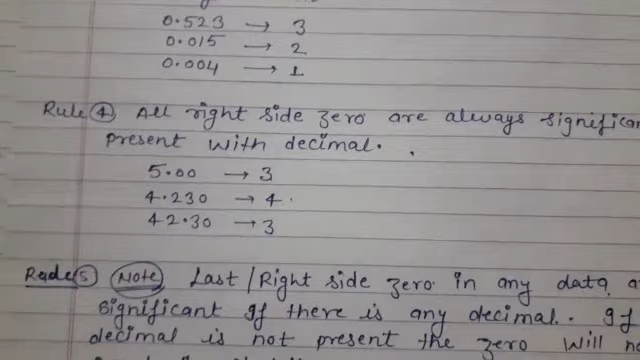 0.523 → 3
0.015 → 2
0.004 → 1
Rule ④ All right side zero are always significan
present with decimal.
5.00 → 3
4.230 → 4
42.30 → 3
Rule ⑤ Note Last/Right side zero in any data a
significant If there is any decimal. If
decimal is not present the zero will no